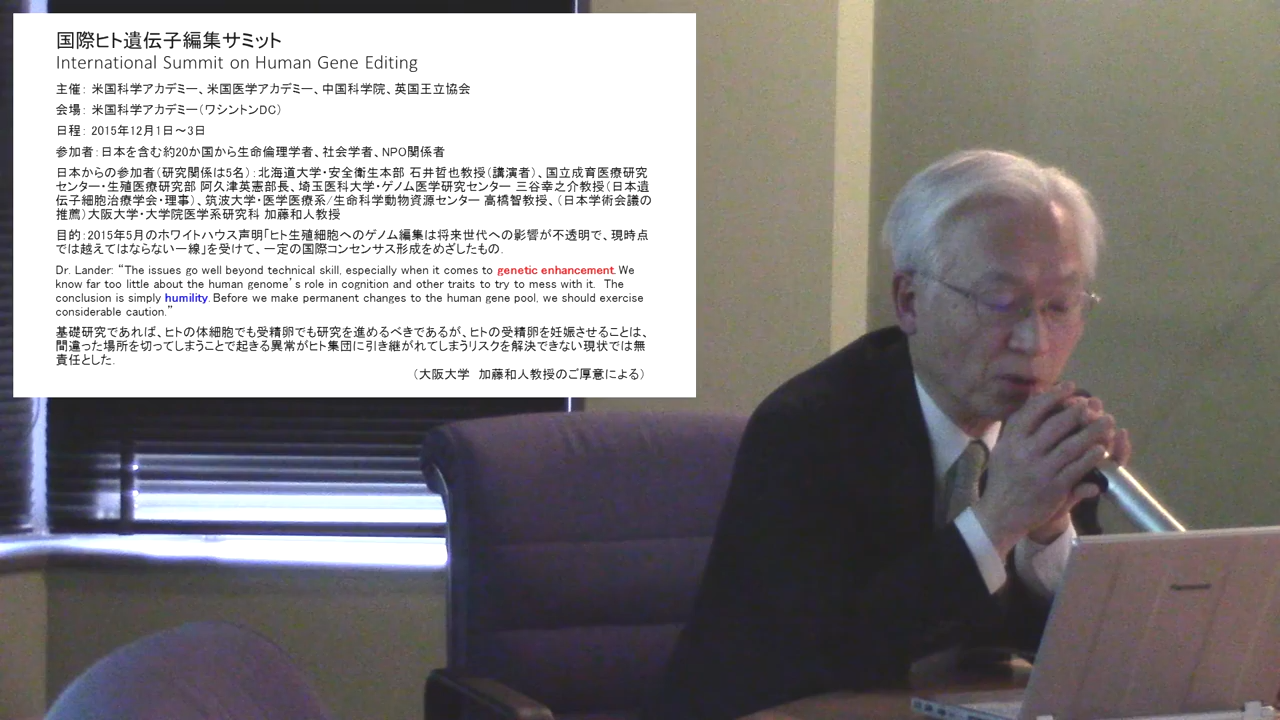 国際ヒト遺伝子編集サミット
International Summit on Human Gene Editing
主催: 米国科学アカデミー、米国医学アカデミー、中国科学院、英国王立協会
会場: 米国科学アカデミー(ワシントンDC)
日程: 2015年12月1日～3日
参加者:日本を含む約20か国から生命倫理学者、社会学者、NPO関係者
日本からの参加者(研究関係は5名):北海道大学・安全衛生本部 石井哲也教授(講演者)、国立成育医療研究
センター・生殖医療研究部 阿久津英憲部長、埼玉医科大学・ゲノム医学研究センター 三谷幸之介教授(日本遺
伝子細胞治療学会・理事)、筑波大学・医学医療系/生命科学動物資源センター 高橋智教授、(日本学術会議の
推薦)大阪大学・大学院医学系研究科 加藤和人教授
目的:2015年5月のホワイトハウス声明「ヒト生殖細胞へのゲノム編集は将来世代への影響が不透明で、現時点
では越えてはならない一線」を受けて、一定の国際コンセンサス形成をめざしたもの.
Dr. Lander: “The issues go well beyond technical skill, especially when it comes to genetic enhancement. We
know far too little about the human genome’s role in cognition and other traits to try to mess with it. The
conclusion is simply humility. Before we make permanent changes to the human gene pool, we should exercise
considerable caution.”
基礎研究であれば、ヒトの体細胞でも受精卵でも研究を進めるべきであるが、ヒトの受精卵を妊娠させることは、
間違った場所を切ってしまうことで起きる異常がヒト集団に引き継がれてしまうリスクを解決できない現状では無
責任とした.
(大阪大学 加藤和人教授のご厚意による)